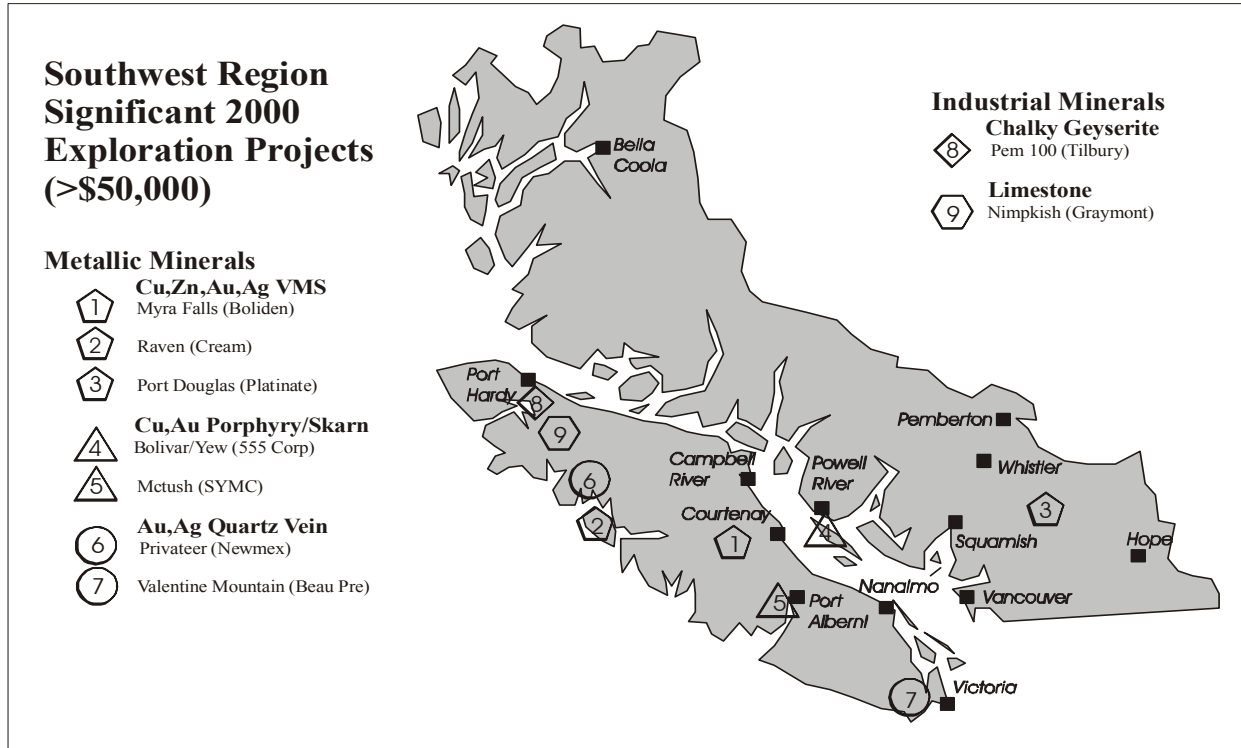 Southwest Region
Significant 2000
Exploration Projects
(>$50,000)
Metallic Minerals
Cu,Zn,Au,Ag VMS
1 Myra Falls (Boliden)
2 Raven (Cream)
3 Port Douglas (Platinate)
Cu,Au Porphyry/Skarn
4 Bolivar/Yew (555 Corp)
5 Mctush (SYMC)
Au,Ag Quartz Vein
6 Privateer (Newmex)
7 Valentine Mountain (Beau Pre)
Industrial Minerals
Chalky Geyserite
8 Pem 100 (Tilbury)
Limestone
9 Nimpkish (Graymont)
Bella
Coola
Port
Hardy
8
9
6
2
Campbell
River
Courtenay
1
Powell
River
4
Pemberton
Whistler
3
Squamish
Hope
Nanaimo
Vancouver
5
Port
Alberni
7
Victoria